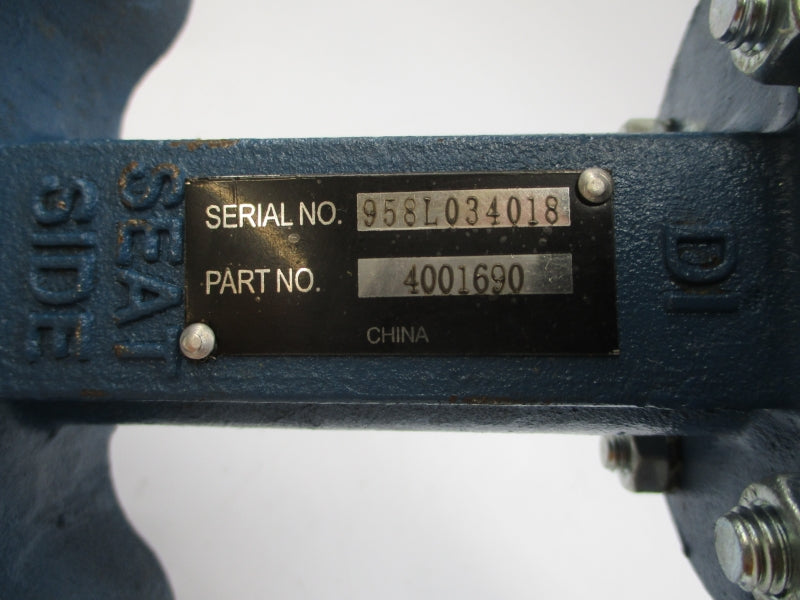 SERIAL NO. 958L034018
PART NO. 4001690
CHINA
SEAT
SIDE
DI